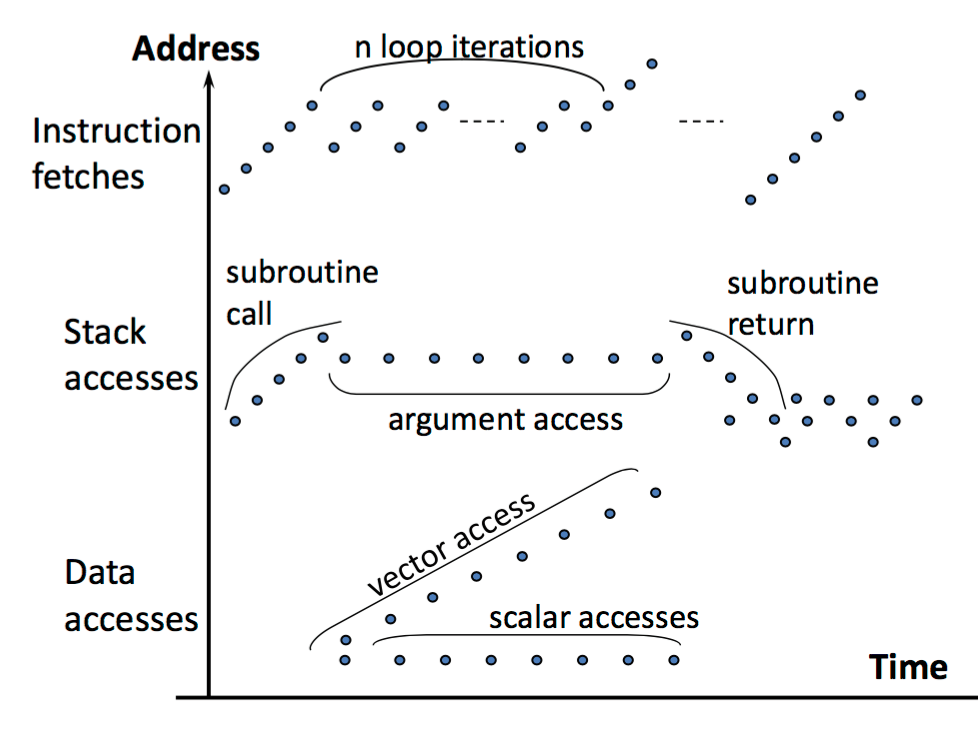 Address
n loop iterations
Instruction
fetches
subroutine
call
subroutine
return
Stack
accesses
argument access
vector access
Data
accesses
scalar accesses
Time